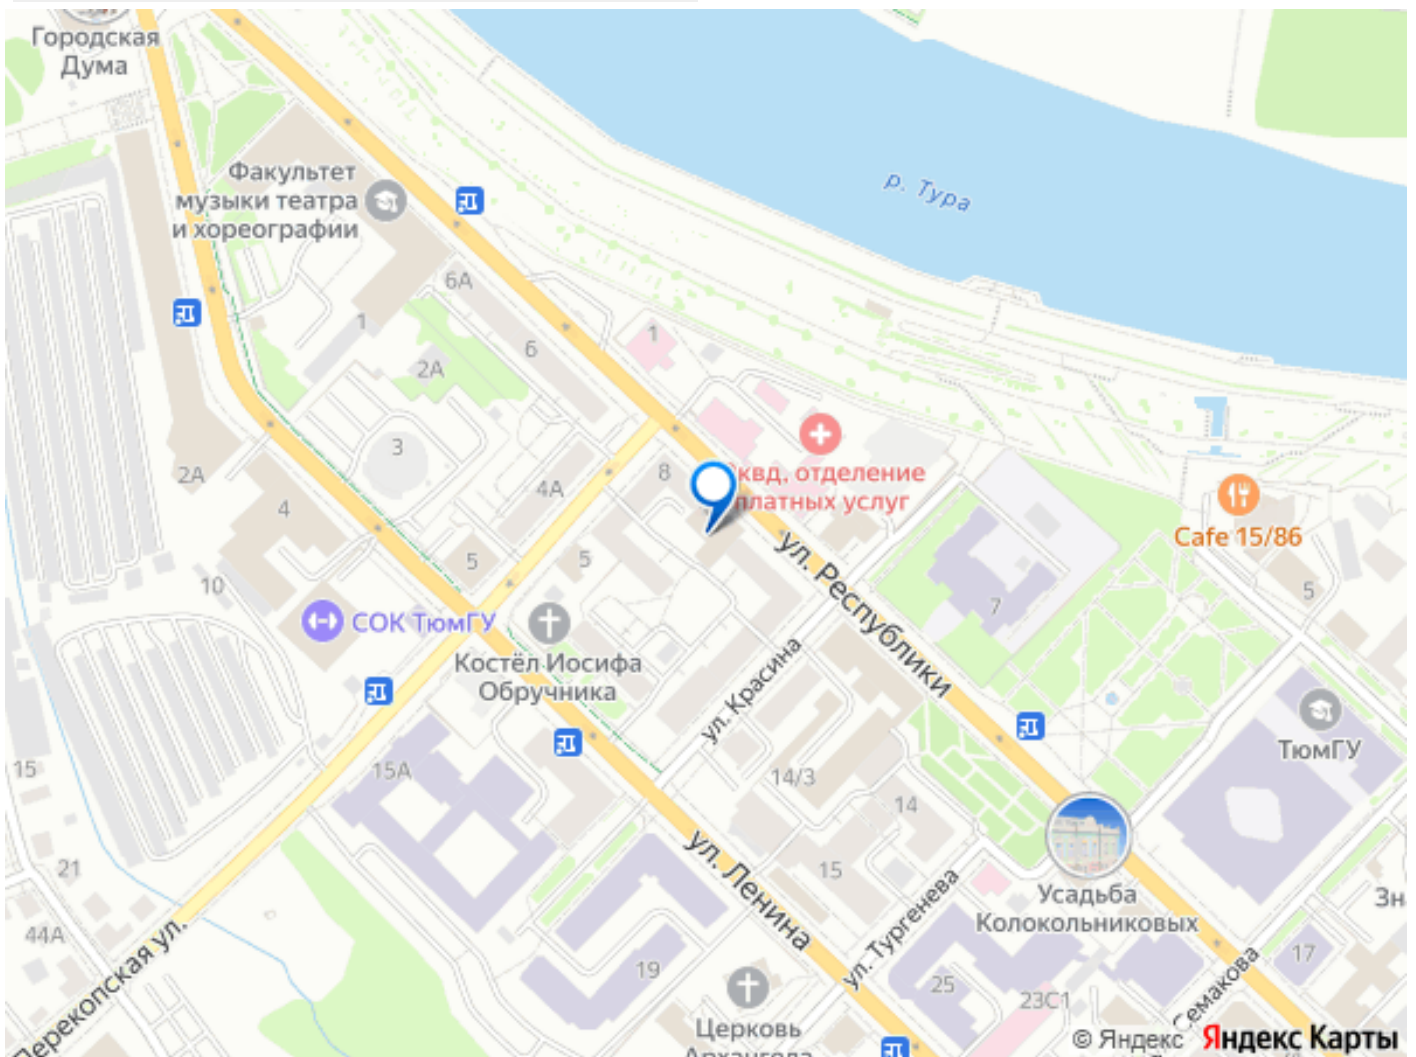 Городская
Дума
р. Тура
Факультет
музыки театра
и хореографии
6А
1
1
6
2А
3
8
квд, отделение
платных услуг
2А
4А
4
Cafe 15/86
ул. Республики
5
5
10
7
5
СОК ТюмГУ
Костёл Иосифа
Обручника
ул. Красина
ТюмГУ
15
15А
14/3
14
ул. Ленина
21
15
Усадьба
Колокольниковых
Зн
ул. Тургенева
44А
Перекопская ул.
19
25
17
23С1
Семакова
Церковь
Архангела
© Яндекс Яндекс Карты